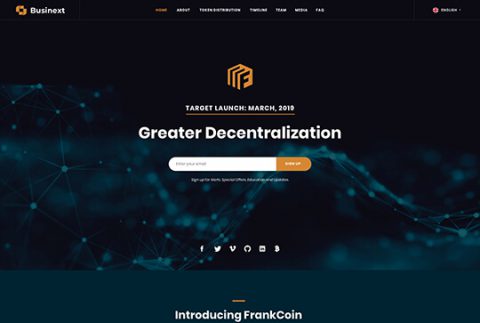 Businext
HOME ABOUT TOKEN DISTRIBUTION TIMELINE TEAM MEDIA FAQ
ENGLISH
TARGET LAUNCH: MARCH, 2019
Greater Decentralization
Enter your email
SIGN UP
Sign up for Alerts, Special Offers, Education and Updates.
Introducing FrankCoin